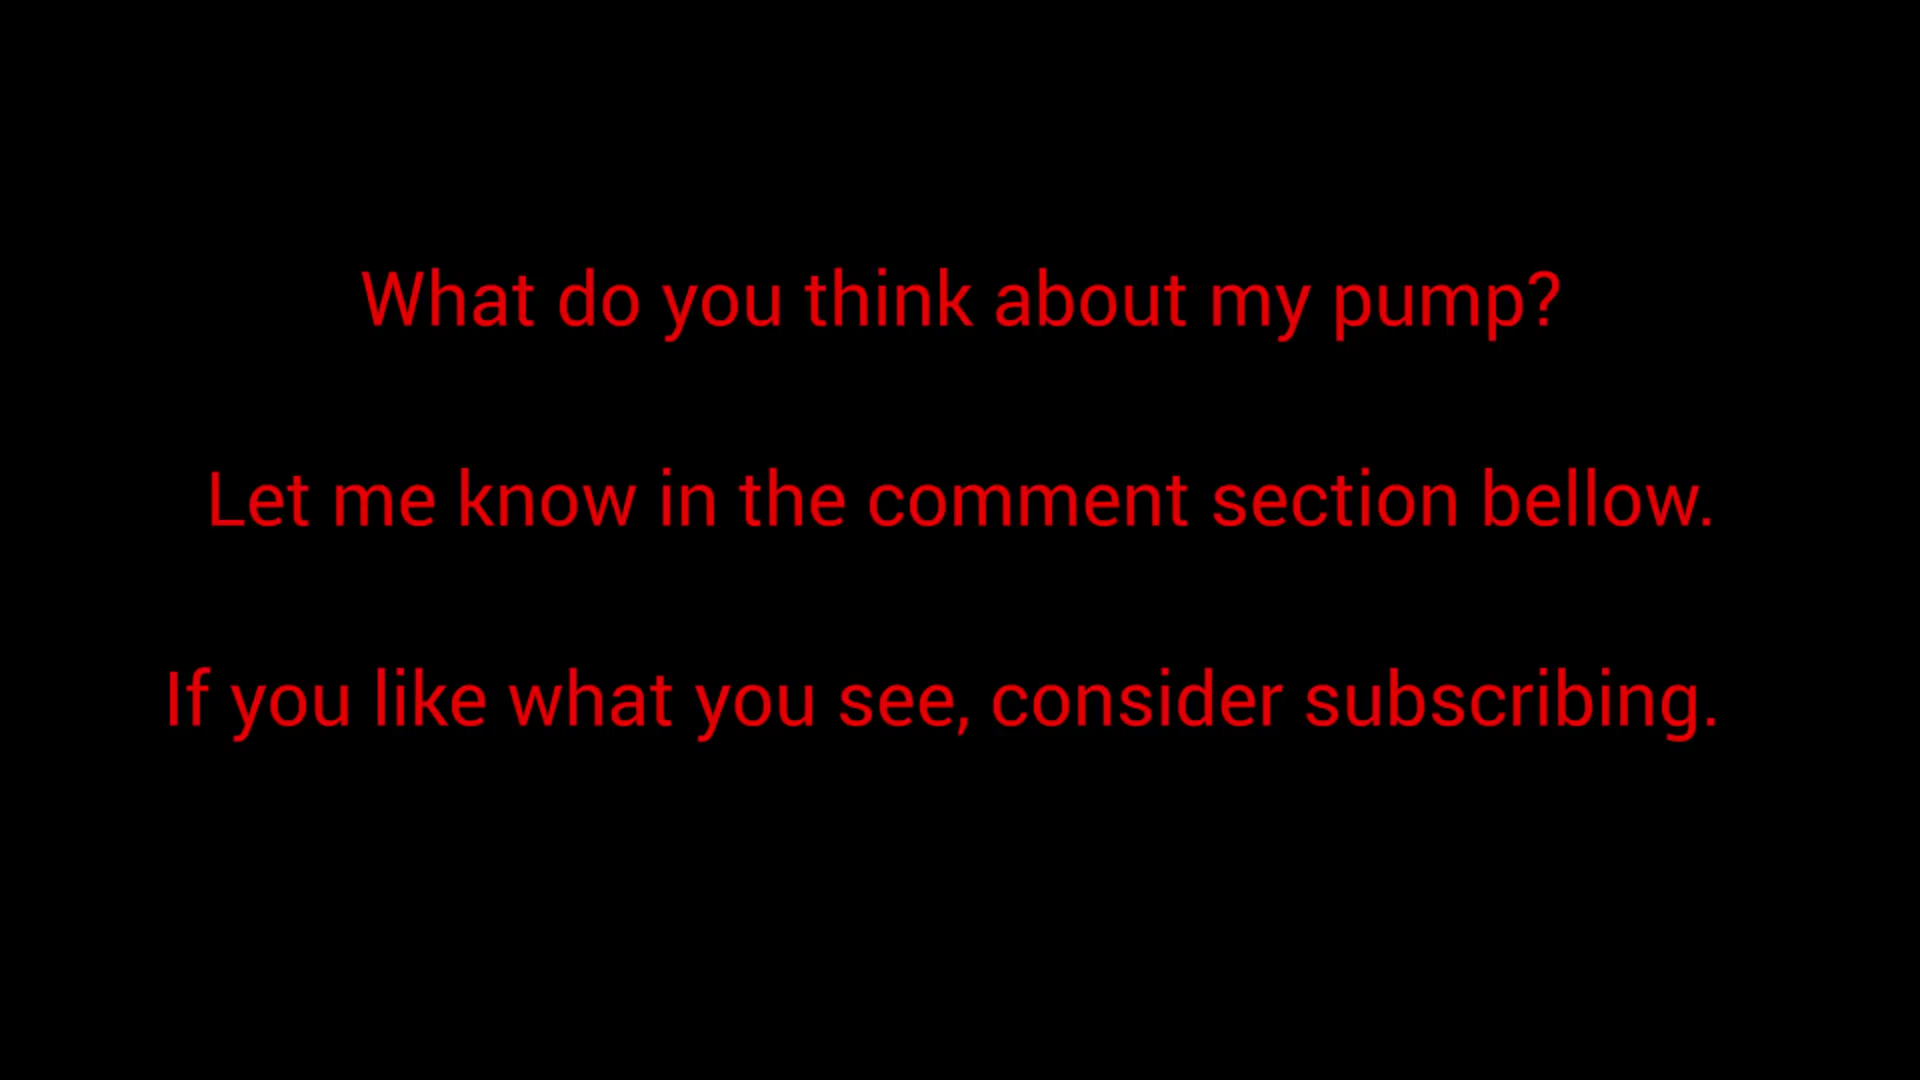 What do you think about my pump?
Let me know in the comment section bellow.
If you like what you see, consider subscribing.